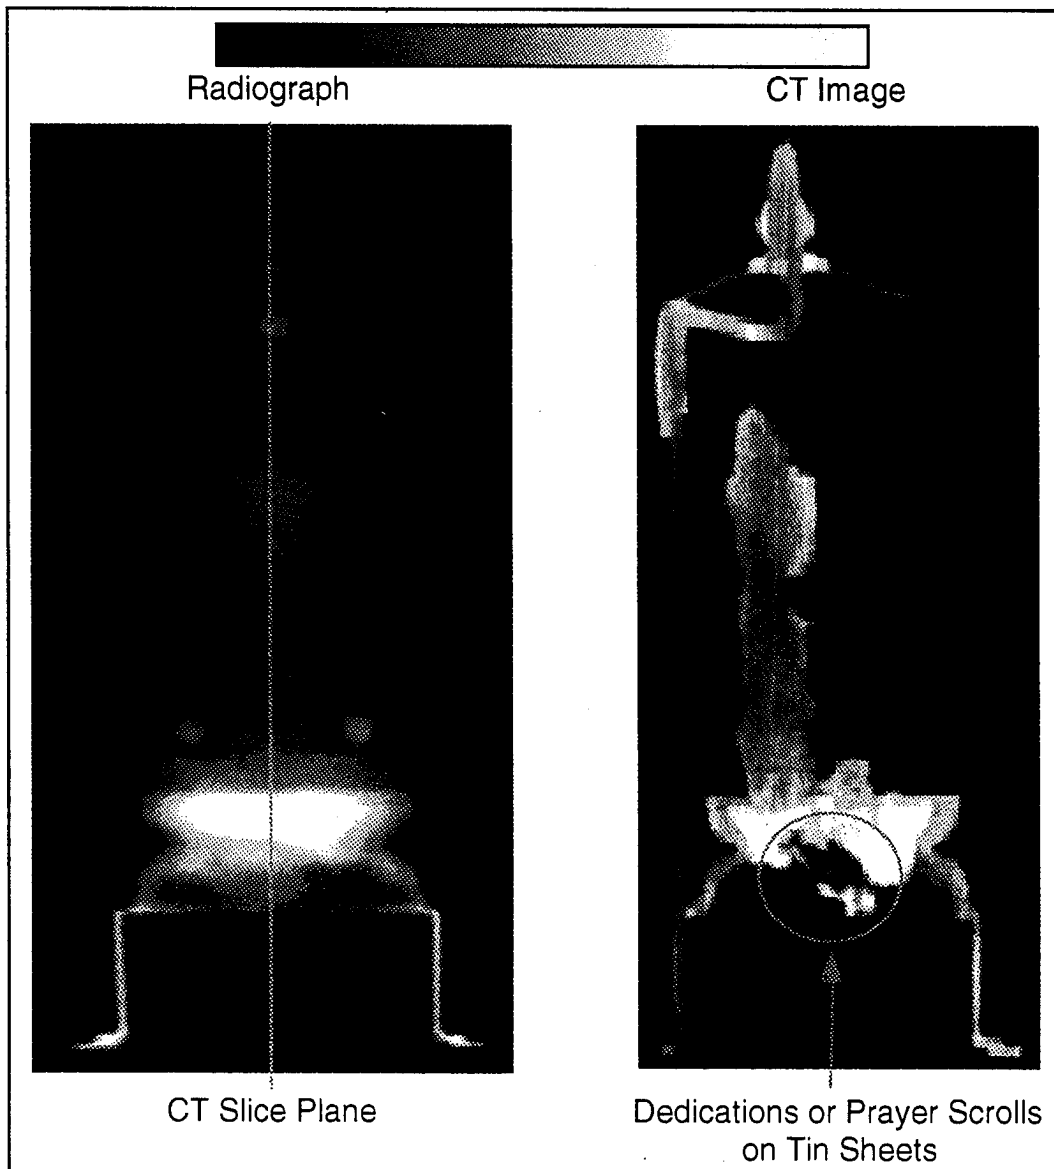 Radiograph
CT Image
CT Slice Plane
Dedications or Prayer Scrolls
on Tin Sheets